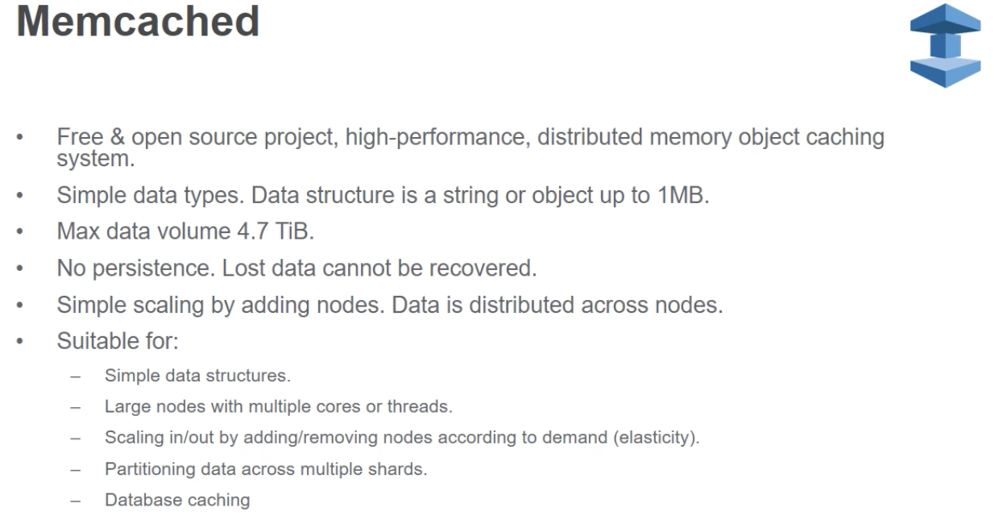 Memcached
• Free & open source project, high-performance, distributed memory object caching
system.
• Simple data types. Data structure is a string or object up to 1MB.
• Max data volume 4.7 TiB.
• No persistence. Lost data cannot be recovered.
• Simple scaling by adding nodes. Data is distributed across nodes.
• Suitable for:
– Simple data structures.
– Large nodes with multiple cores or threads.
– Scaling in/out by adding/removing nodes according to demand (elasticity).
– Partitioning data across multiple shards.
– Database caching